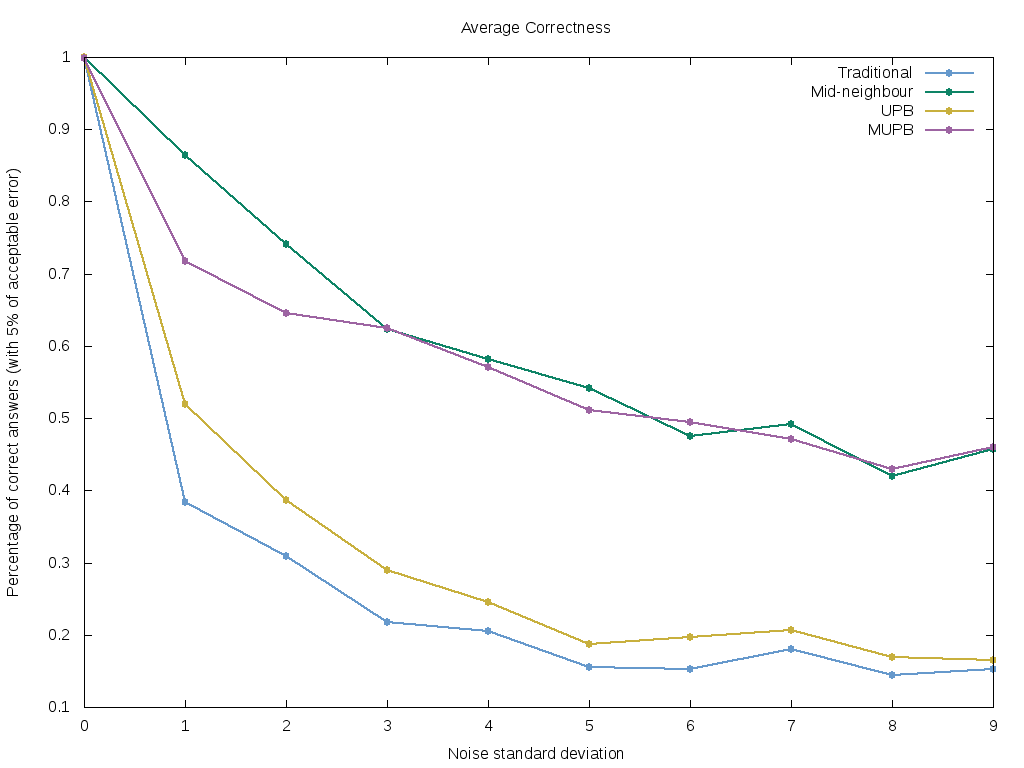 Average Correctness
Traditional
Mid-neighbour
UPB
MUPB
Percentage of correct answers (with 5% of acceptable error)
1
0.9
0.8
0.7
0.6
0.5
0.4
0.3
0.2
0.1
0 1 2 3 4 5 6 7 8 9
Noise standard deviation